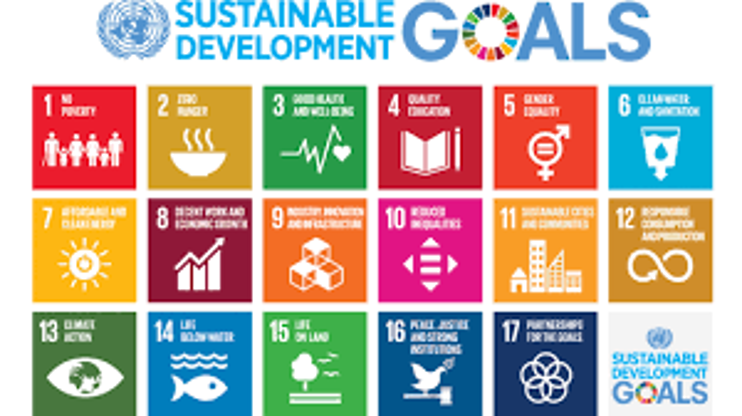 SUSTAINABLE
DEVELOPMENT
GOALS
1 NO
POVERTY
2 ZERO
HUNGER
3 GOOD HEALTH
AND WELL-BEING
4 QUALITY
EDUCATION
5 GENDER
EQUALITY
6 CLEAN WATER
AND SANITATION
7 AFFORDABLE AND
CLEAN ENERGY
8 DECENT WORK AND
ECONOMIC GROWTH
9 INDUSTRY, INNOVATION
AND INFRASTRUCTURE
10 REDUCED
INEQUALITIES
11 SUSTAINABLE CITIES
AND COMMUNITIES
12 RESPONSIBLE
CONSUMPTION
AND PRODUCTION
13 CLIMATE
ACTION
14 LIFE
BELOW WATER
15 LIFE
ON LAND
16 PEACE, JUSTICE
AND STRONG
INSTITUTIONS
17 PARTNERSHIPS
FOR THE GOALS
SUSTAINABLE
DEVELOPMENT
GOALS